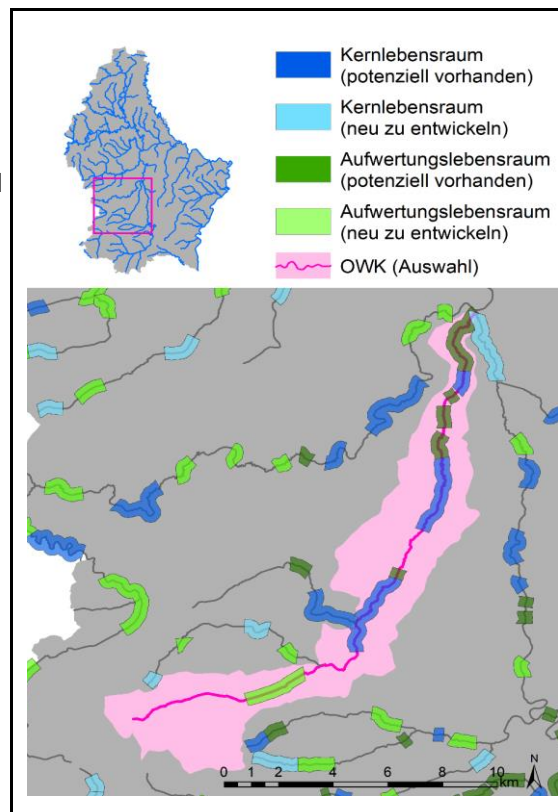 Kernlebensraum
(potenziell vorhanden)
Kernlebensraum
(neu zu entwickeln)
Aufwertungslebensraum
(potenziell vorhanden)
Aufwertungslebensraum
(neu zu entwickeln)
OWK (Auswahl)
N
0 2 4 6 8 10
km